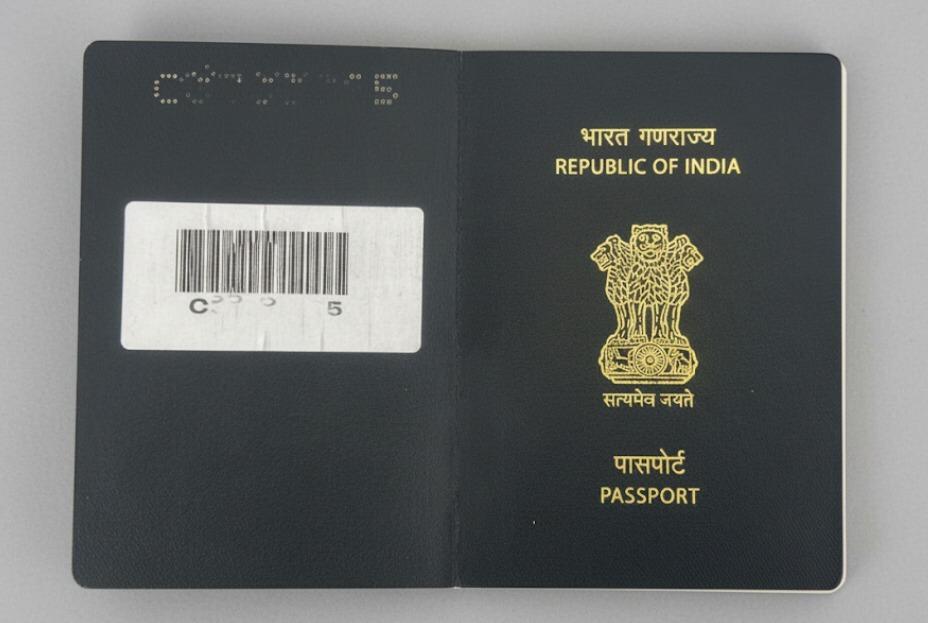 भारत गणराज्य
REPUBLIC OF INDIA
सत्यमेव जयते
पासपोर्ट
PASSPORT